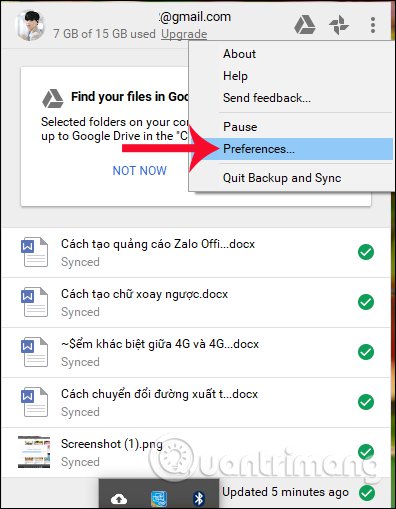 :@gmail.com
7 GB of 15 GB used Upgrade
About
Help
Send feedback...
Pause
Preferences...
Quit Backup and Sync
Find your files in Goo
Selected folders on your con
up to Google Drive in the "C
NOT NOW
Cách tạo quảng cáo Zalo Offi...docx
Synced
Cách tạo chữ xoay ngược.docx
Synced
~$ểm khác biệt giữa 4G và 4G...docx
Synced
Cách chuyển đổi đường xuất t...docx
Synced
Screenshot (1).png
Synced
Quantrimang
Updated 5 minutes ago